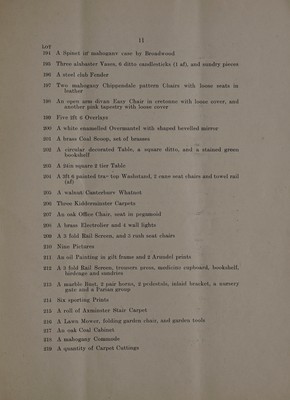 11
LOT
194 A Spinet in mahogany case by Broadwood
195 Three alabaster Vases, 6 ditto candlesticks (1 af), and sundry pieces
196 A steel club Fender
197 Two mahogany Chippendale pattern Chairs with loose seats in
leather
198 An open arm divan Easy Chair in cretonne with loose cover, and
another pink tapestry with loose cover
199 Five 2ft 6 Overlays
200 A white enamelled Overmantel with shaped bevelled mirror
201 A brass Coal Scoop, set of brasses
202 A circular decorated Table, a square ditto, and a stained green
bookshelf
203 A 24in square 2 tier Table
204 A 3ft 6 painted tray top Washstand, 2 cane seat chairs and towel rail
(af)
205 A walnut Canterbury Whatnot
206 Three Kidderminster Carpets
207 An oak Office Chair, seat in pegamoid
208 A brass Electrolier and 4 wall lights
209 A 3 fold Bail Screen, and 3 rush seat chairs
210 Nine Pictures
211 An oil Painting in gilt frame and 2 Arundel prints
212 A 3 fold Bail Screen, trousers press, medicine cupboard, bookshelf,
birdcage and sundries
213 A marble Bust, 2 pair horns, 2 pedestals, inlaid bracket, a nursery
gate and a Parian group
214 Six sporting Prints
215 A roll of Axminster Stair Carpet
216 A Lawn Mower, folding garden chair, and garden tools
217 An oak Coal Cabinet
218 A mahogany Commode
219 A quantity of Carpet Cuttings